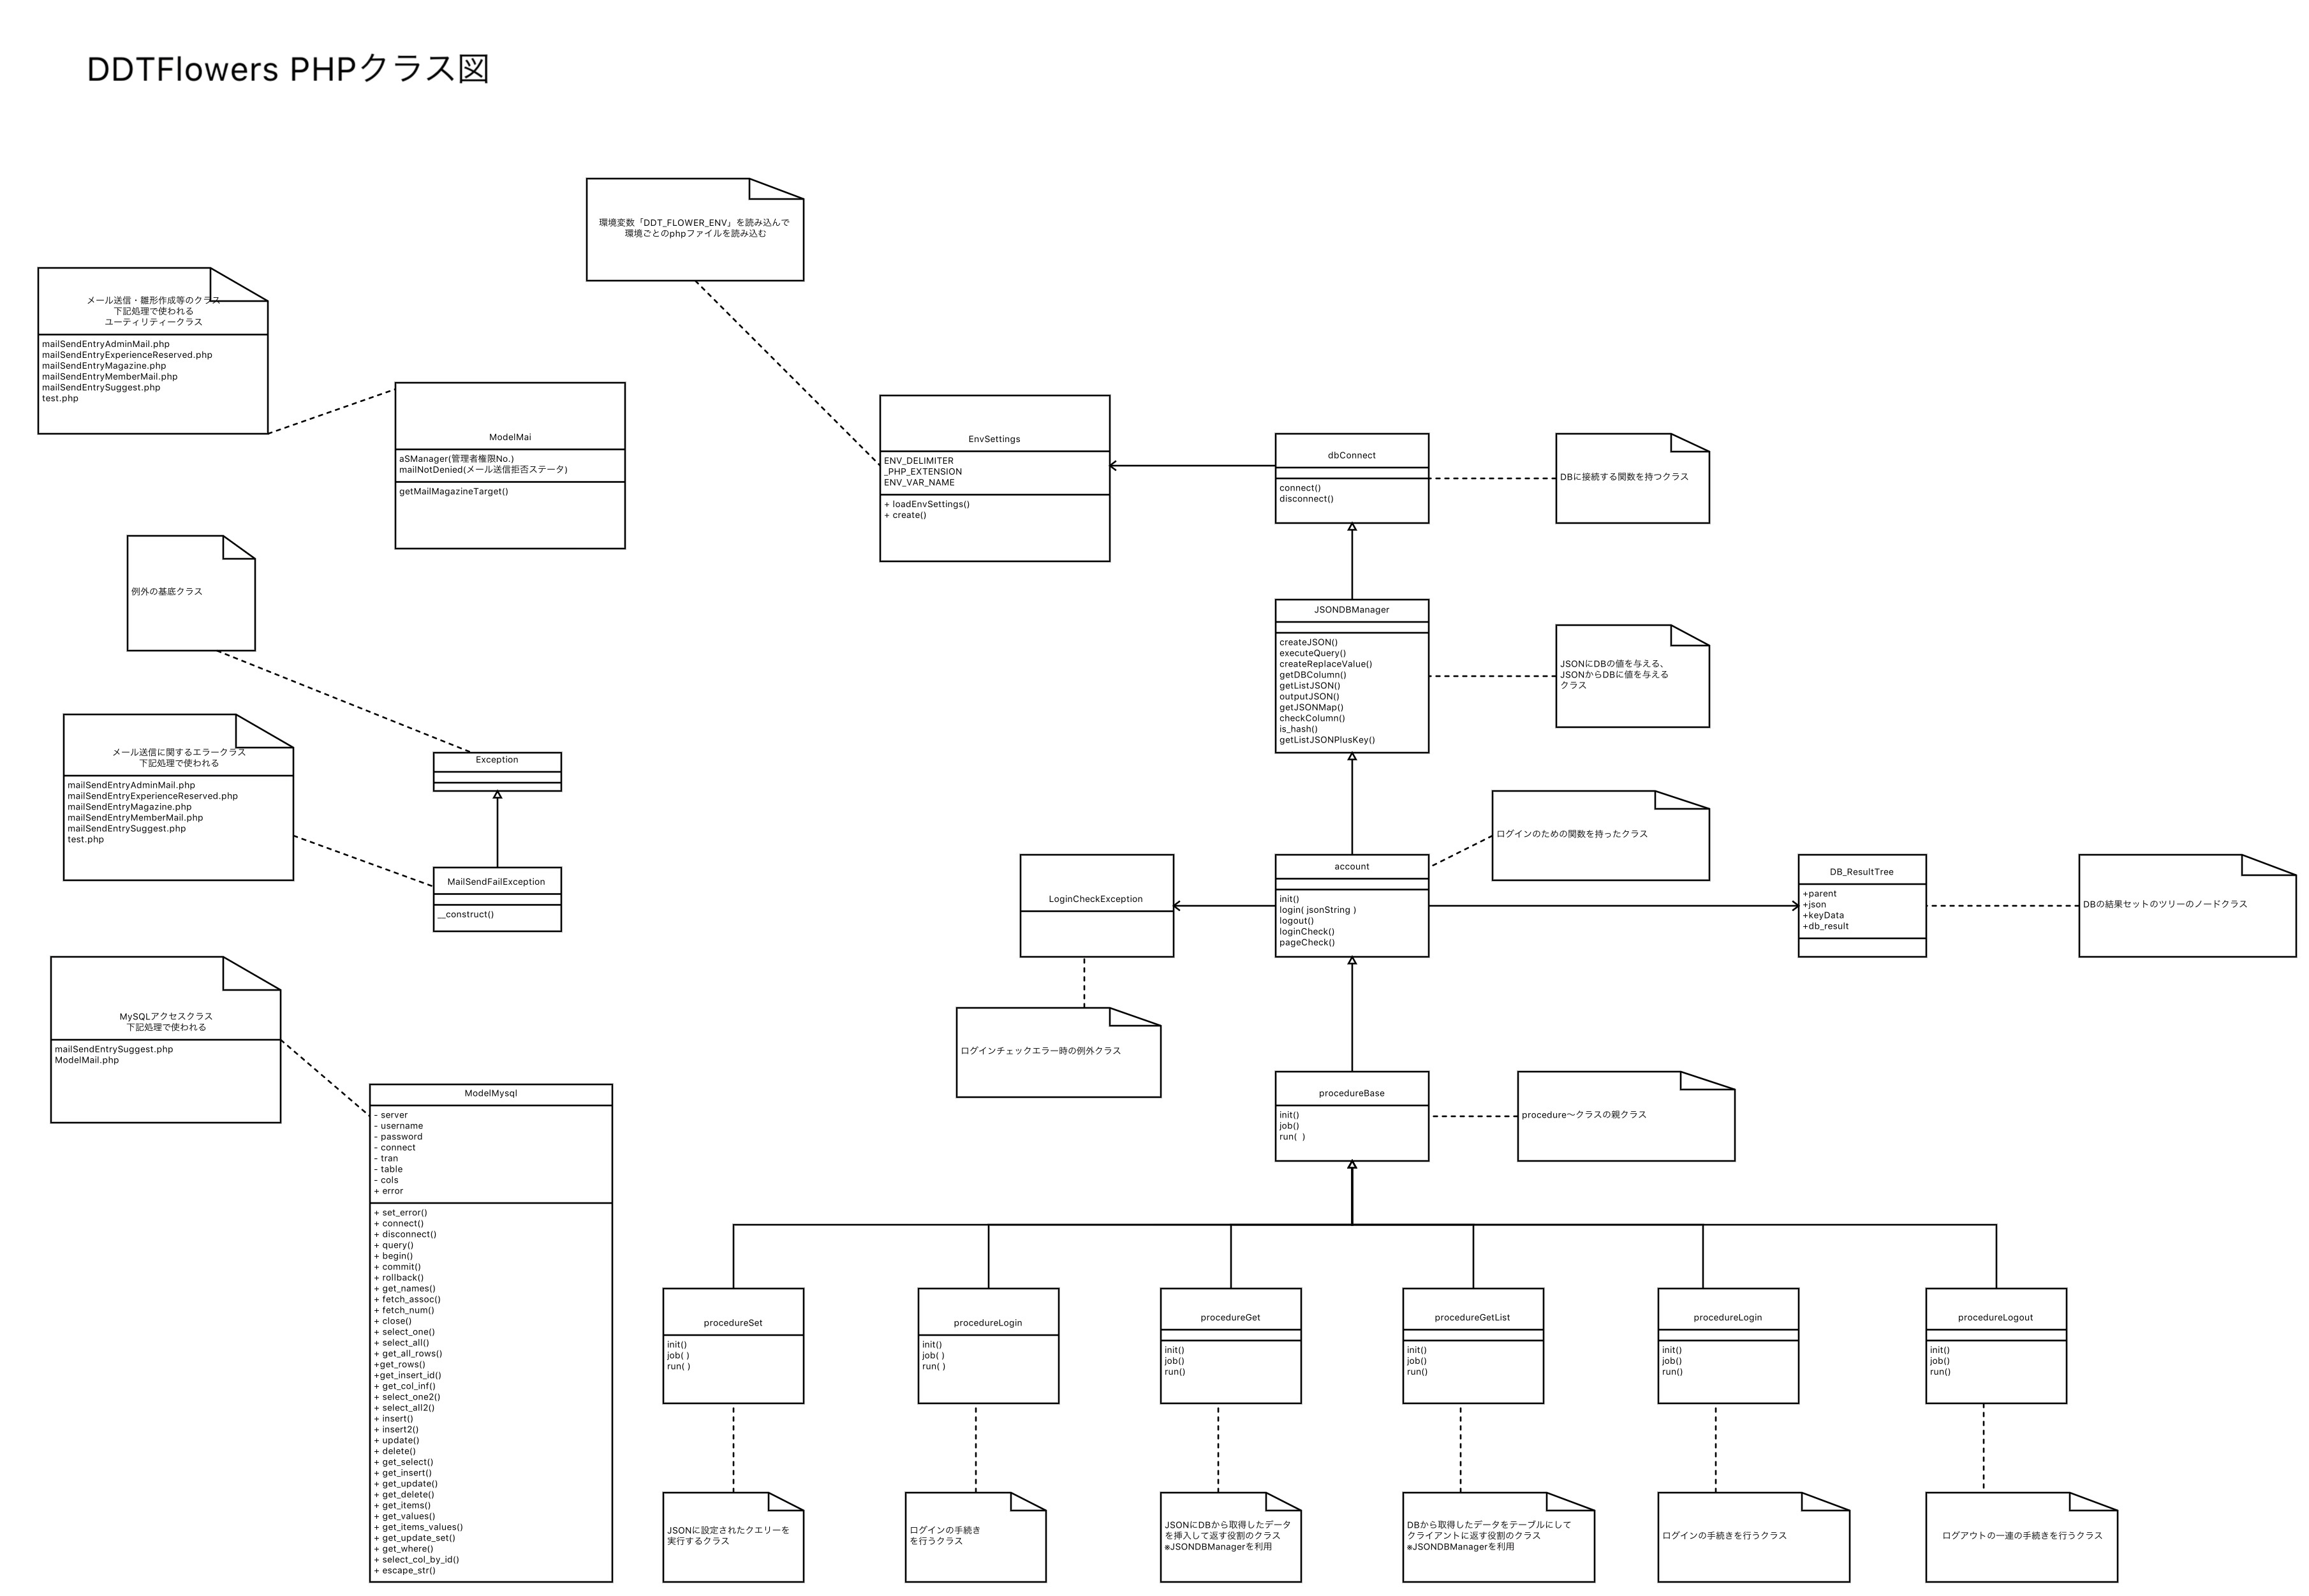 DDTFlowers PHPクラス図
環境変数「DDT_FLOWER_ENV」を読み込んで
環境ごとのphpファイルを読み込む
メール送信・雛形作成等のクラス
下記処理で使われる
ユーティリティークラス
mailSendEntryAdminMail.php
mailSendEntryExperienceReserved.php
mailSendEntryMagazine.php
mailSendEntryMemberMail.php
mailSendEntrySuggest.php
test.php
ModelMai
aSManager(管理者権限No.)
mailNotDenied(メール送信拒否ステータ)
getMailMagazineTarget()
EnvSettings
ENV_DELIMITER
_PHP_EXTENSION
ENV_VAR_NAME
+ loadEnvSettings()
+ create()
dbConnect
connect()
disconnect()
DBに接続する関数を持つクラス
例外の基底クラス
JSONDBManager
createJSON()
executeQuery()
createReplaceValue()
getDBColumn()
getListJSON()
outputJSON()
getJSONMap()
checkColumn()
is_hash()
getListJSONPlusKey()
JSONにDBの値を与える、
JSONからDBに値を与える
クラス
メール送信に関するエラークラス
下記処理で使われる
mailSendEntryAdminMail.php
mailSendEntryExperienceReserved.php
mailSendEntryMagazine.php
mailSendEntryMemberMail.php
mailSendEntrySuggest.php
test.php
Exception
MailSendFailException
__construct()
ログインのための関数を持ったクラス
LoginCheckException
account
init()
login( jsonString )
logout()
loginCheck()
pageCheck()
DB_ResultTree
+parent
+json
+keyData
+db_result
DBの結果セットのツリーのノードクラス
MySQLアクセスクラス
下記処理で使われる
mailSendEntrySuggest.php
ModelMail.php
ログインチェックエラー時の例外クラス
procedureBase
init()
job()
run(  )
procedure〜クラスの親クラス
ModelMysql
- server
- username
- password
- connect
- tran
- table
- cols
+ error
+ set_error()
+ connect()
+ disconnect()
+ query()
+ begin()
+ commit()
+ rollback()
+ get_names()
+ fetch_assoc()
+ fetch_num()
+ close()
+ select_one()
+ select_all()
+ get_all_rows()
+get_rows()
+get_insert_id()
+ get_col_inf()
+ select_one2()
+ select_all2()
+ insert()
+ insert2()
+ update()
+ delete()
+ get_select()
+ get_insert()
+ get_update()
+ get_delete()
+ get_items()
+ get_values()
+ get_items_values()
+ get_update_set()
+ get_where()
+ select_col_by_id()
+ escape_str()
procedureSet
init()
job( )
run( )
procedureLogin
init()
job( )
run( )
procedureGet
init()
job()
run()
procedureGetList
init()
job()
run()
procedureLogin
init()
job()
run()
procedureLogout
init()
job()
run()
JSONに設定されたクエリーを
実行するクラス
ログインの手続き
を行うクラス
JSONにDBから取得したデータ
を挿入して返す役割のクラス
※JSONDBManagerを利用
DBから取得したデータをテーブルにして
クライアントに返す役割のクラス
※JSONDBManagerを利用
ログインの手続きを行うクラス
ログアウトの一連の手続きを行うクラス